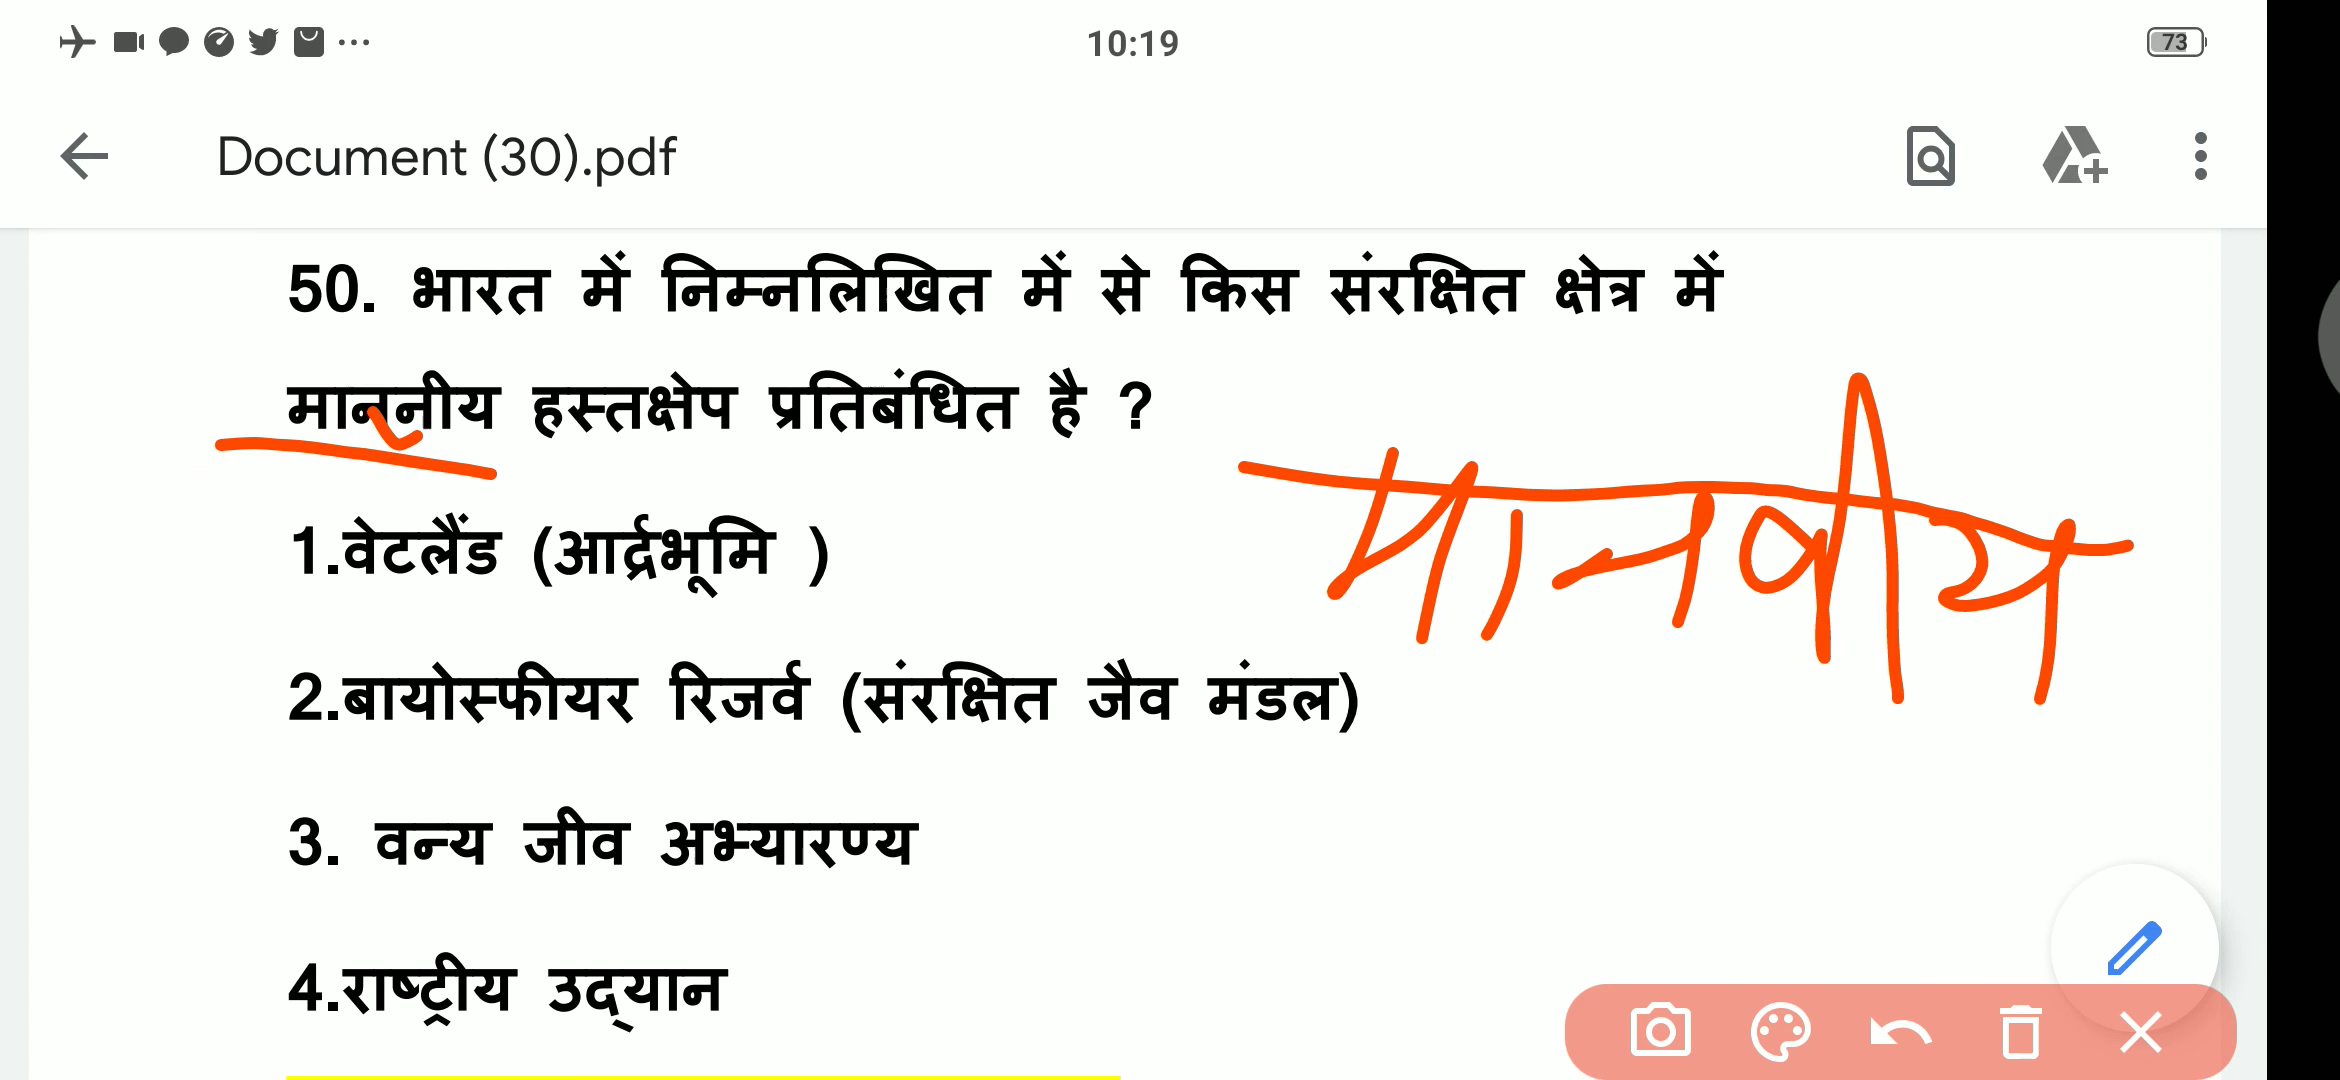 10:19
73
Document (30).pdf
50. भारत में निम्नलिखित में से किस संरक्षित क्षेत्र में
माननीय हस्तक्षेप प्रतिबंधित है ?
मानवीय
1.वेटलैंड (आर्द्रभूमि )
2.बायोस्फीयर रिजर्व (संरक्षित जैव मंडल)
3. वन्य जीव अभ्यारण्य
4.राष्ट्रीय उद्‌यान